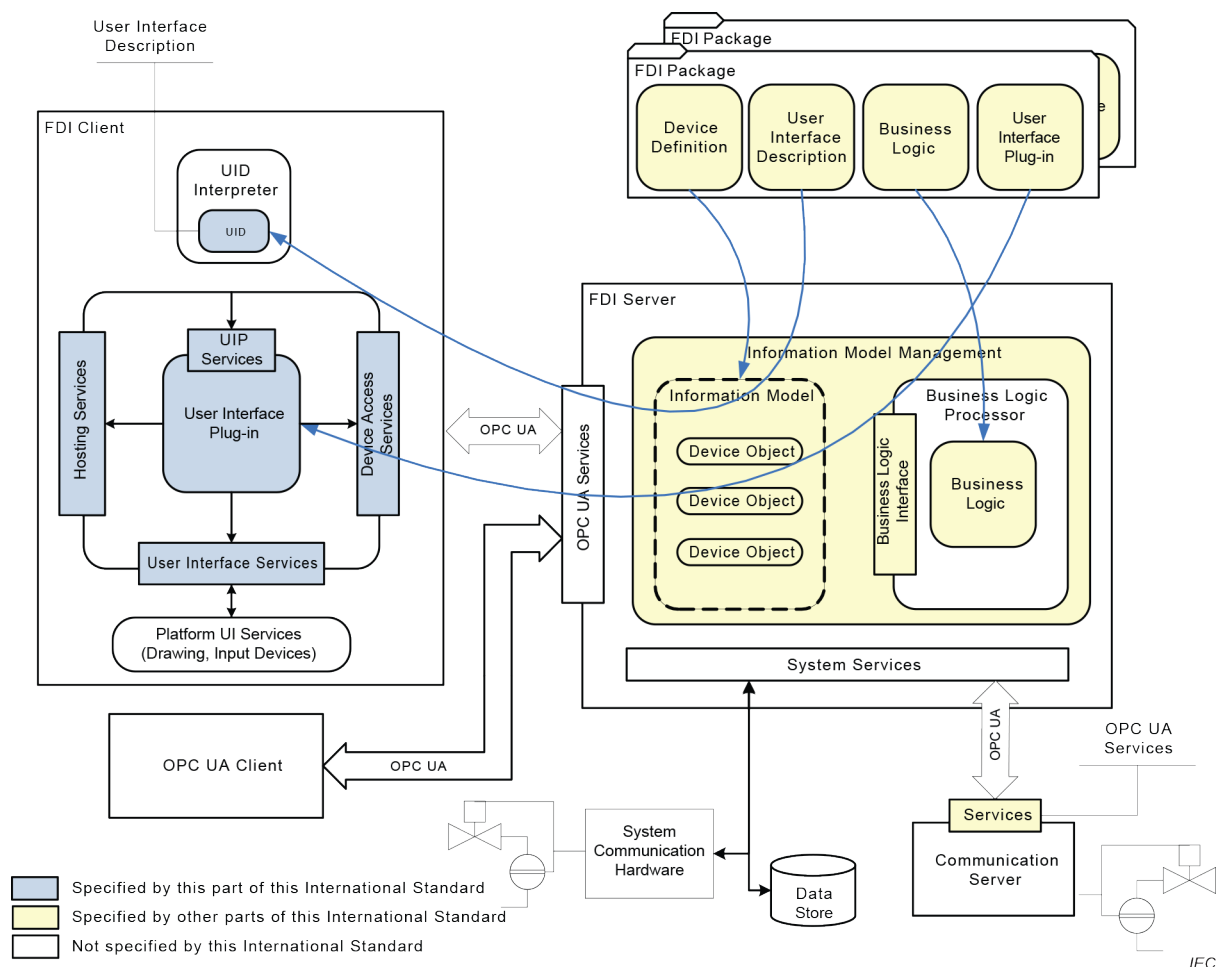 User Interface
Description
FDI Package
FDI Package
Device
Definition
User
Interface
Description
Business
Logic
User
Interface
Plug-in
e
FDI Client
UID
Interpreter
UID
UIP
Services
Hosting Services
User Interface
Plug-in
Device Access
Services
User Interface Services
Platform UI Services
(Drawing, Input Devices)
OPC UA
OPC UA Services
FDI Server
Information Model Management
Information Model
Device Object
Device Object
Device Object
Business Logic
Processor
Business Logic
Interface
Business
Logic
System Services
OPC UA Client
OPC UA
OPC UA
OPC UA
Services
Services
Communication
Server
System
Communication
Hardware
Data
Store
Specified by this part of this International Standard
Specified by other parts of this International Standard
Not specified by this International Standard
IEC